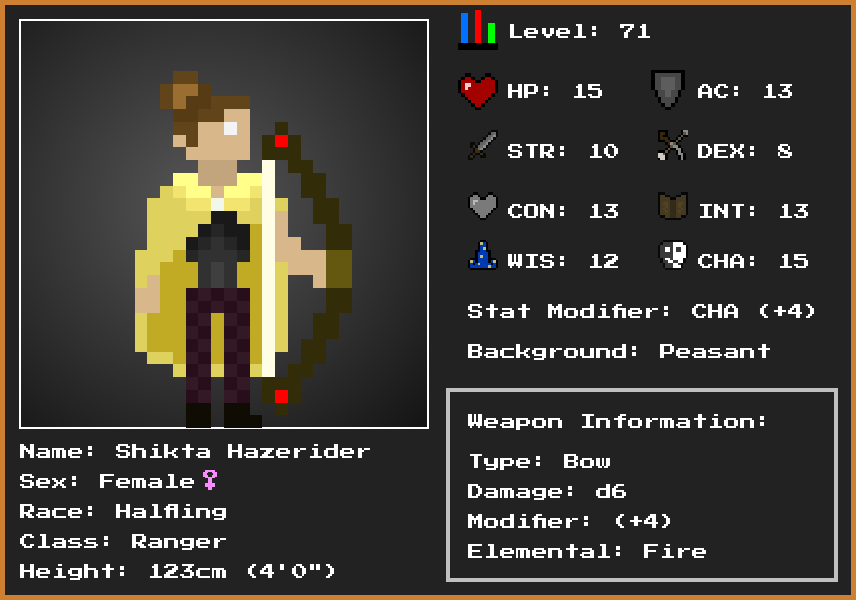 Level: 71
HP: 15
AC: 13
STR: 10
DEX: 8
CON: 13
INT: 13
WIS: 12
CHA: 15
Stat Modifier: CHA (+4)
Background: Peasant
Weapon Information:
Type: Bow
Damage: d6
Modifier: (+4)
Elemental: Fire
Name: Shikta Hazerider
Sex: Female♀
Race: Halfling
Class: Ranger
Height: 123cm (4'0")